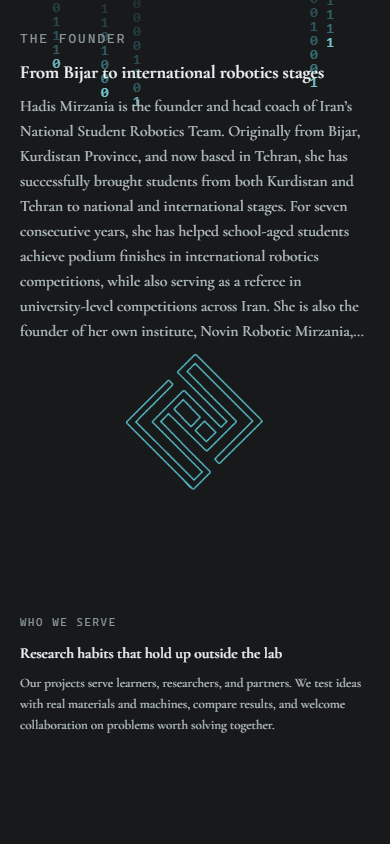 THE FOUNDER
From Bijar to international robotics stages
Hadis Mirzania is the founder and head coach of Iran’s
National Student Robotics Team. Originally from Bijar,
Kurdistan Province, and now based in Tehran, she has
successfully brought students from both Kurdistan and
Tehran to national and international stages. For seven
consecutive years, she has helped school-aged students
achieve podium finishes in international robotics
competitions, while also serving as a referee in
university-level competitions across Iran. She is also the
founder of her own institute, Novin Robotic Mirzania,...
WHO WE SERVE
Research habits that hold up outside the lab
Our projects serve learners, researchers, and partners. We test ideas
with real materials and machines, compare results, and welcome
collaboration on problems worth solving together.